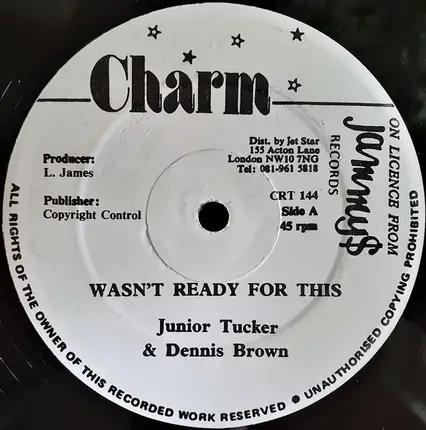 Charm
Producer:
L. James
Publisher:
Copyright Control
Dist. by Jet Star
155 Acton Lane
London NW10 7NG
Tel: 081-961 5818
CRT 144
Side A
45 rpm
ON LICENCE FROM
Jammy$
RECORDS
WASN'T READY FOR THIS
Junior Tucker
& Dennis Brown
ALL RIGHTS OF THE OWNER OF THIS RECORDED WORK RESERVED ● UNAUTHORISED COPYING PROHIBITED